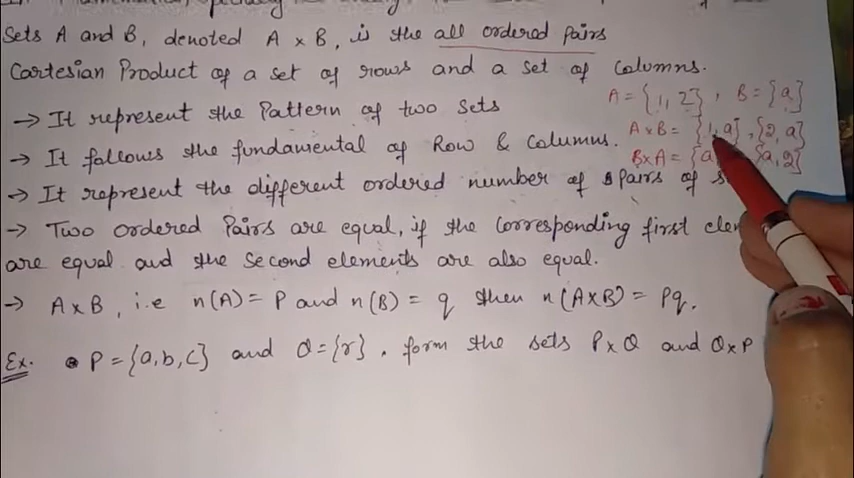 Sets A and B, denoted A × B, is the all ordered pairs
Cartesian Product of a set of rows and a set of columns.
A = {1, 2}, B = {a}
→ It represent the Pattern of two sets
A×B = {1, a}, {2, a}
→ It follows the fundamental of Row & Columns.
B×A = {a {a, 2}
→ It represent the different ordered number of pairs of
→ Two ordered Pairs are equal, if the corresponding first
are equal and the second elements are also equal.
→ A×B, i.e n(A) = P and n(B) = q then n(A×B) = Pq.
Ex. P = {a, b, c} and Q = {r}. form the sets P×Q and Q×P